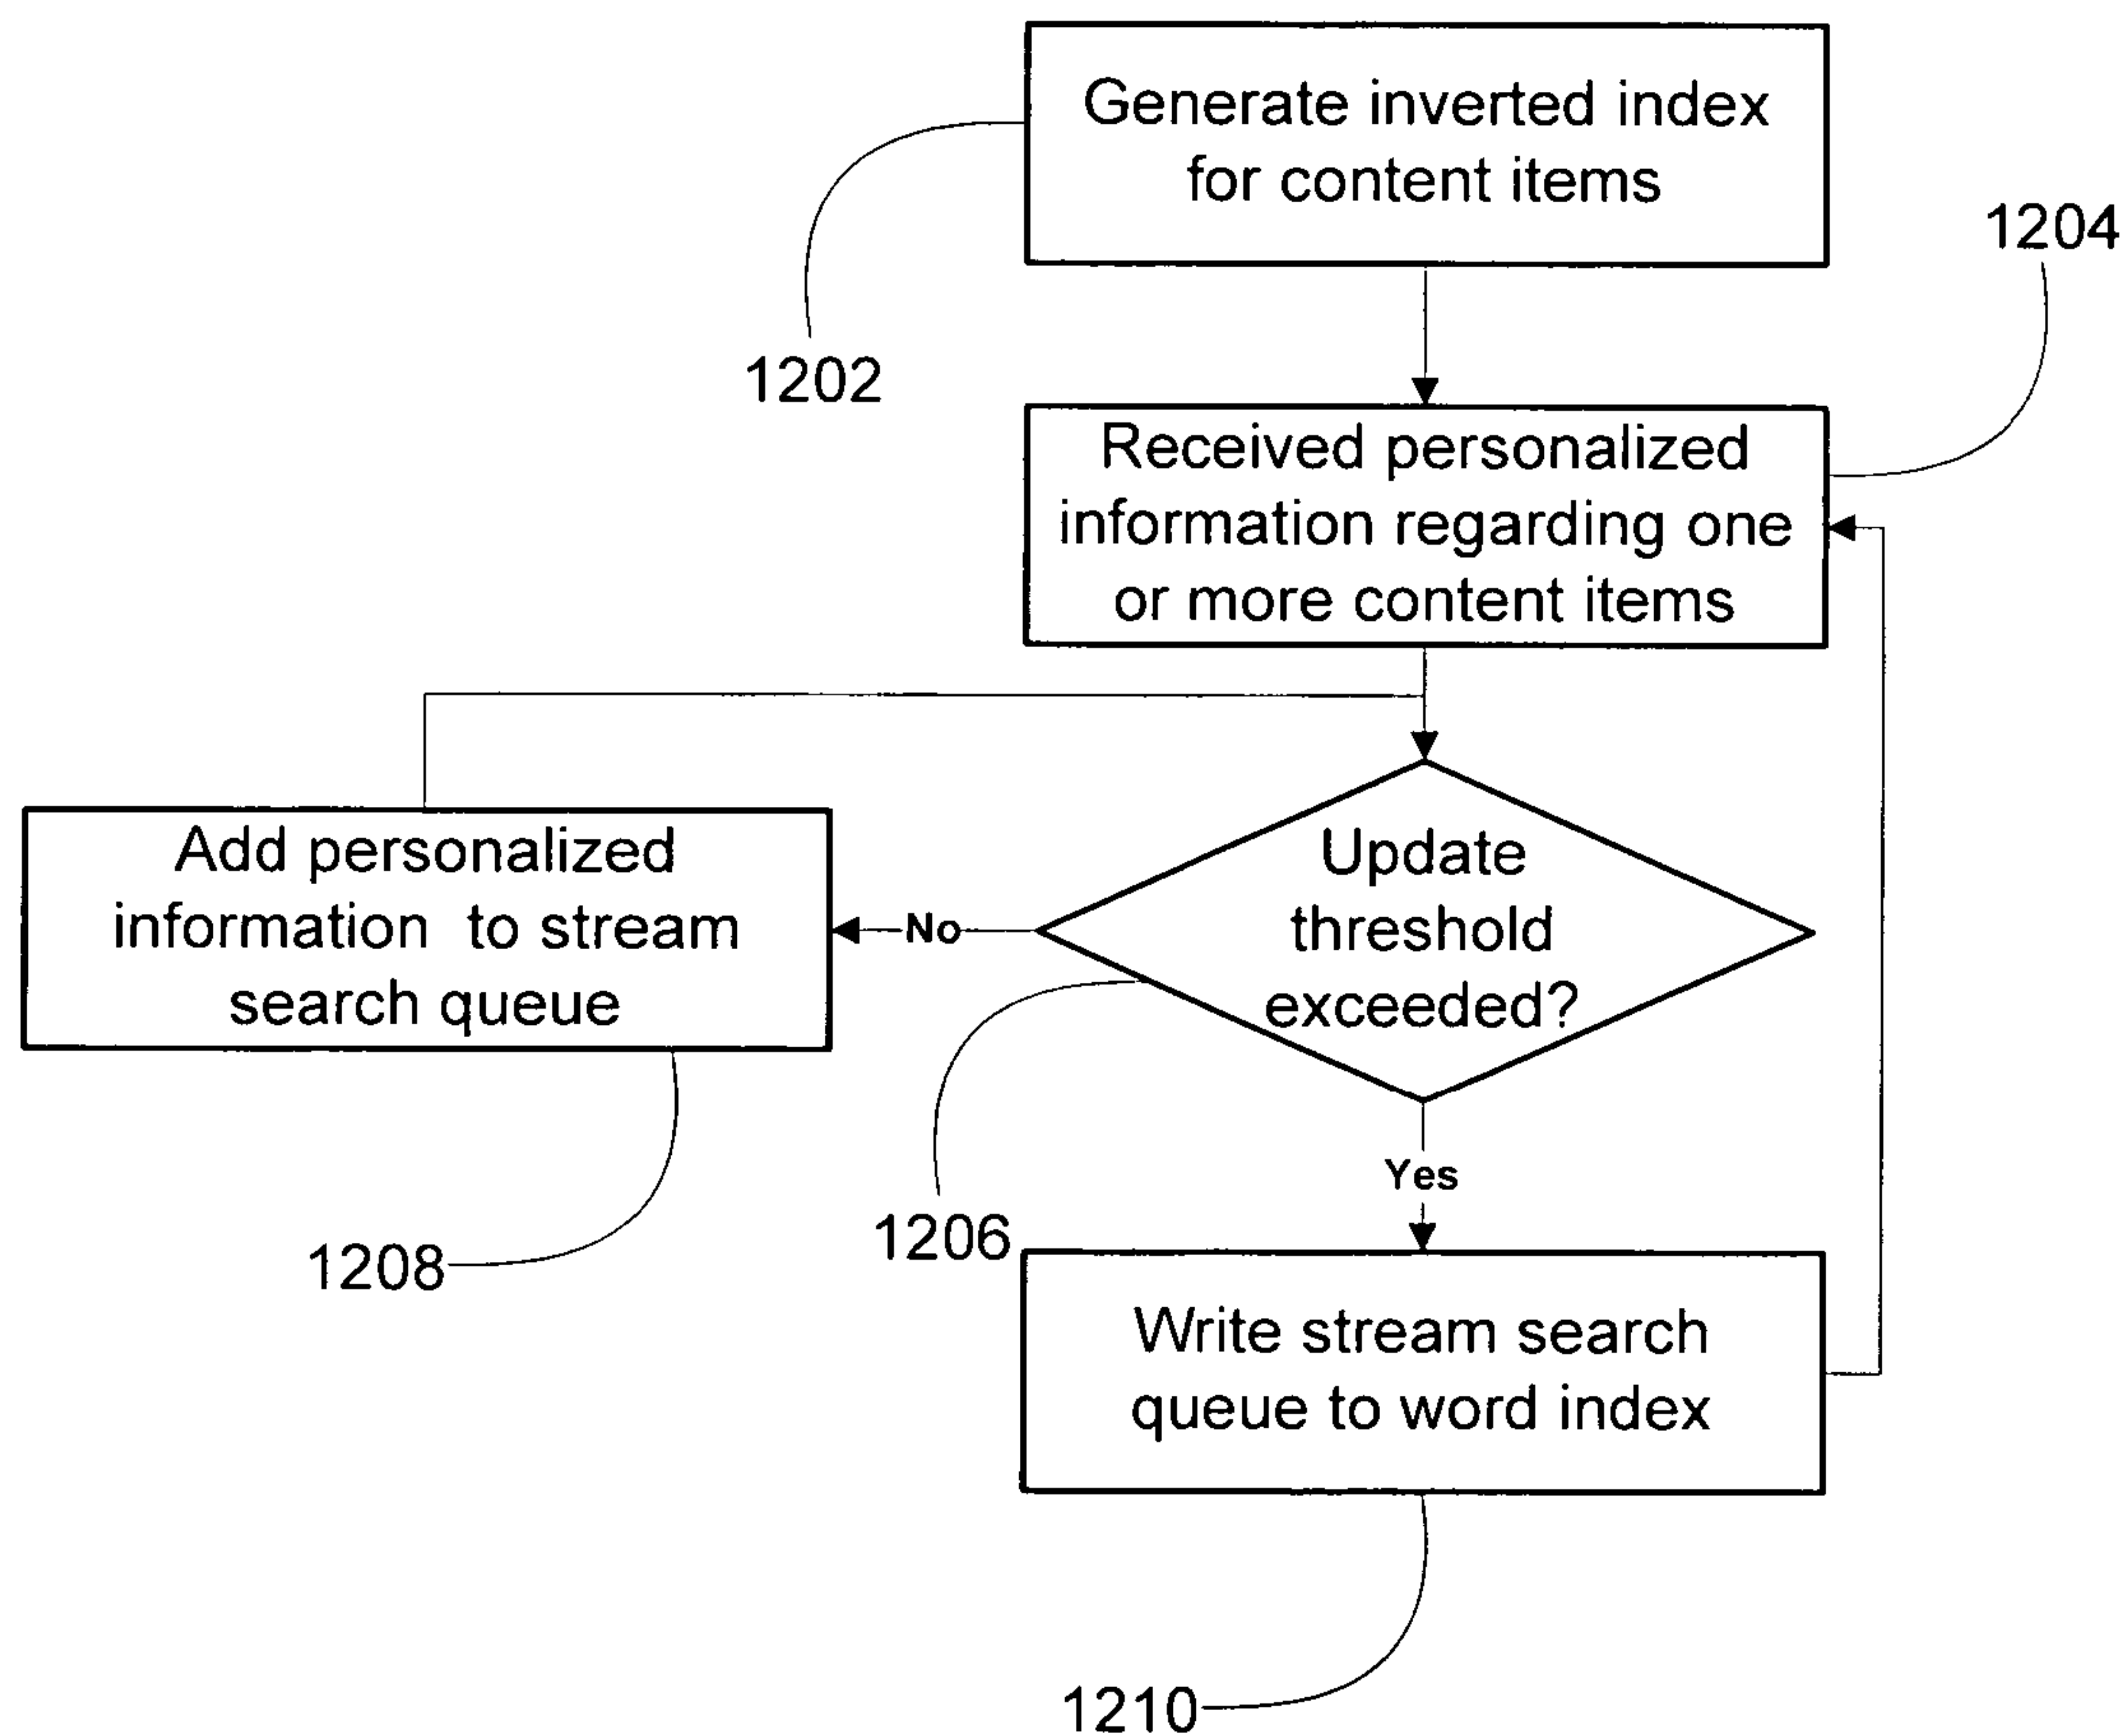 Generate inverted index
for content items
1204
1202
Received personalized
information regarding one
or more content items
Add personalized
information to stream
search queue
No
Update
threshold
exceeded?
Yes
1206
1208
Write stream search
queue to word index
1210